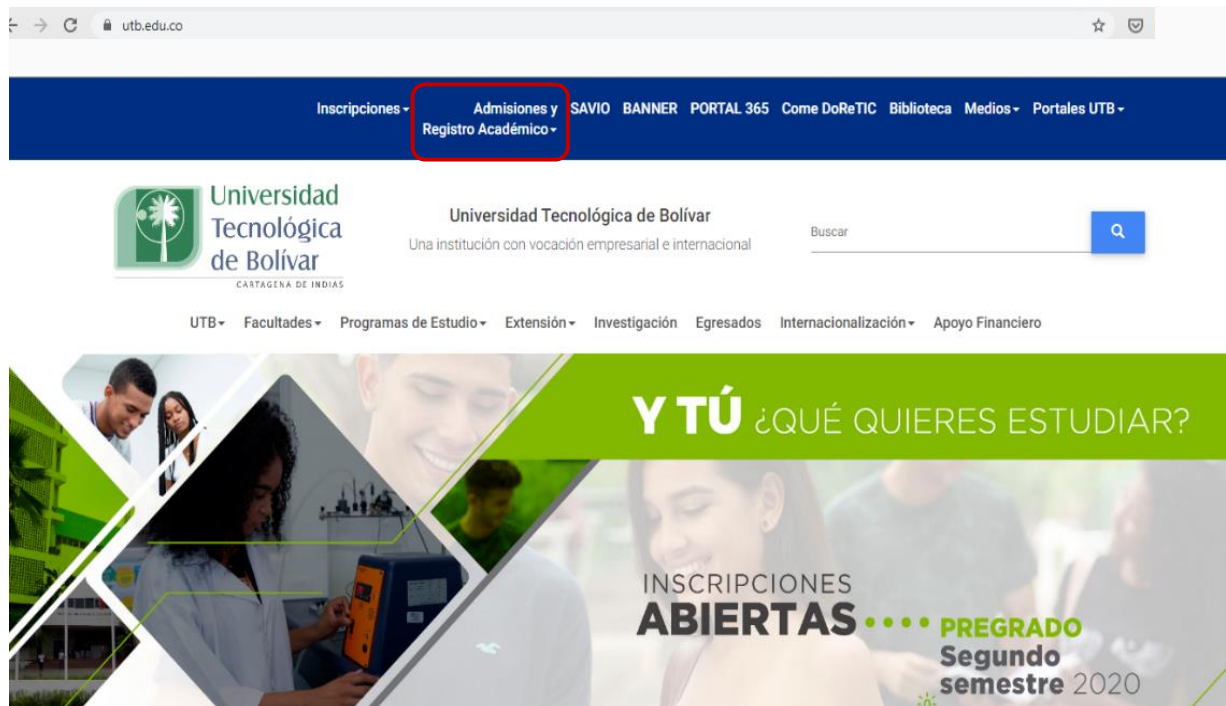 utb.edu.co
Inscripciones Admisiones y SAVIO BANNER PORTAL 365 Come DoReTIC Biblioteca Medios Portales UTB
Registro Académico
Universidad
Tecnológica
de Bolívar
CARTAGENA DE INDIAS
Universidad Tecnológica de Bolívar
Una institución con vocación empresarial e internacional
Buscar
UTB Facultades Programas de Estudio Extensión Investigación Egresados Internacionalización Apoyo Financiero
Y TÚ ¿QUÉ QUIERES ESTUDIAR?
INSCRIPCIONES
ABIERTAS
PREGRADO
Segundo
semestre 2020